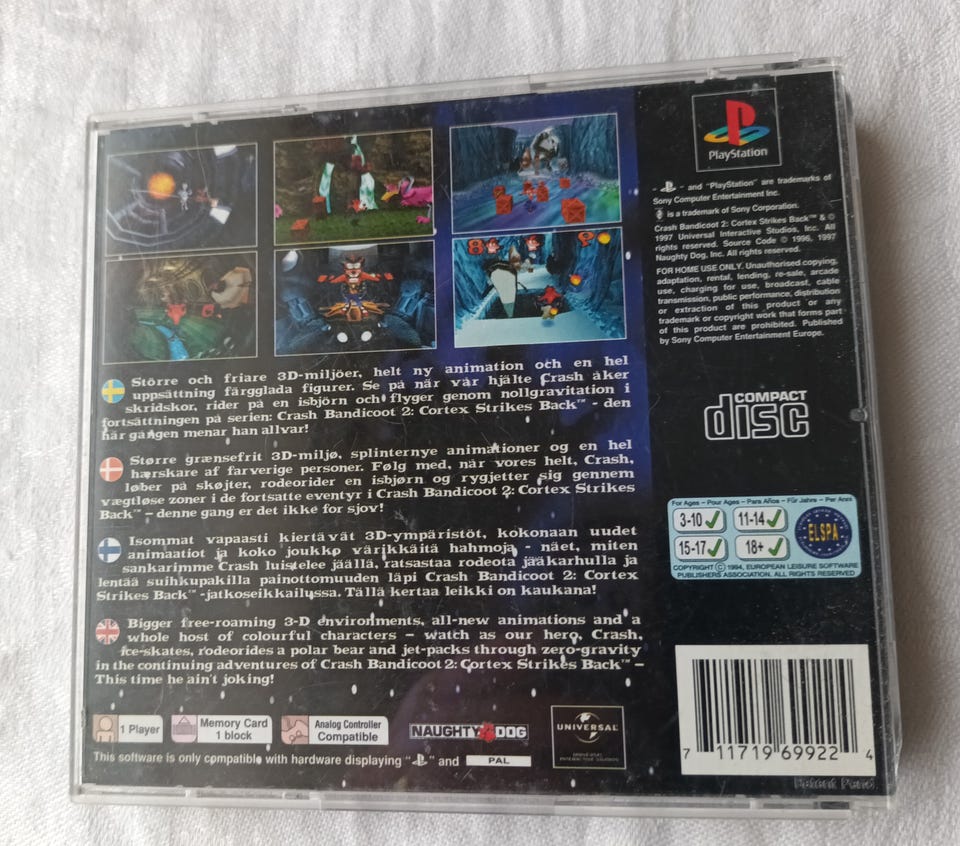 PlayStation
- " " - and "PlayStation" are trademarks of
Sony Computer Entertainment Inc.
is a trademark of Sony Corporation.
Crash Bandicoot 2: Cortex Strikes Back™ & ©
1997 Universal Interactive Studios, Inc. All
rights reserved. Source Code © 1996, 1997
Naughty Dog, Inc. All rights reserved.
FOR HOME USE ONLY. Unauthorised copying,
adaptation, rental, lending, re-sale, arcade
use, charging for use, broadcast, cable
transmission, public performance, distribution
or extraction of this product or any
trademark or copyright work that forms part
of this product are prohibited. Published
by Sony Computer Entertainment Europe.
Större och friare 3D-miljöer, helt ny animation och en hel
uppsättning färgglada figurer. Se på när vår hjälte Crash åker
skridskor, rider på en isbjörn och flyger genom nollgravitation i
fortsättningen på serien: Crash Bandicoot 2: Cortex Strikes Back™ - den
här gången menar han allvar!
Større grænsefrit 3D-miljø, splinternye animationer og en hel
hærskare af farverige personer. Følg med, når vores helt, Crash,
løber på skøjter, rodeorider en isbjørn og rygjetter sig gennem
vægtløse zoner i de fortsatte eventyr i Crash Bandicoot 2: Cortex Strikes
Back™ – denne gang er det ikke for sjov!
Isommat vapaasti kiertävät 3D-ympäristöt, kokonaan uudet
animaatiot ja koko joukko värikkäitä hahmoja - näet, miten
sankarimme Crash luistelee jäällä, ratsastaa rodeota jääkarhulla ja
lentää suihkupakilla painottomuuden läpi Crash Bandicoot 2: Cortex
Strikes Back™ -jatkoseikkailussa. Tällä kertaa leikki on kaukana!
Bigger free-roaming 3-D environments, all-new animations and a
whole host of colourful characters – watch as our hero, Crash,
ice-skates, rodeorides a polar bear and jet-packs through zero-gravity
in the continuing adventures of Crash Bandicoot 2: Cortex Strikes Back™ –
This time he ain't joking!
COMPACT
disc
For Ages - Pour Ages - Para Años - Für Jahre - Per Anni
3-10 11-14
15-17 18+
ELSPA
COPYRIGHT © 1994, EUROPEAN LEISURE SOFTWARE
PUBLISHERS ASSOCIATION, ALL RIGHTS RESERVED
1 Player
Memory Card
1 block
Analog Controller
Compatible
NAUGHTY DOG
UNIVERSAL
This software is only compatible with hardware displaying " " and PAL
7 11719 69922 4
Patent Pend